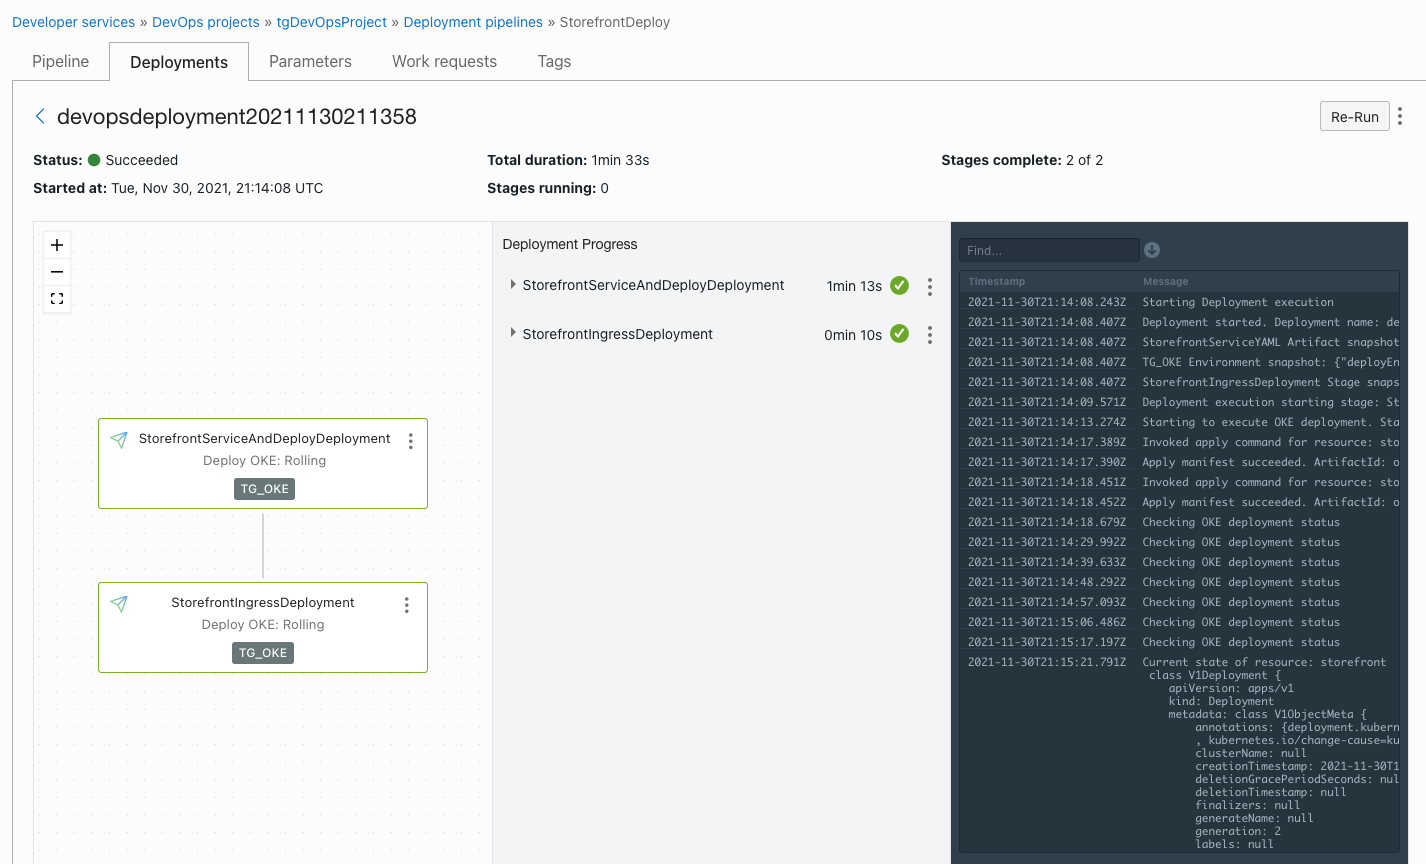 Developer services » DevOps projects » tgDevOpsProject » Deployment pipelines » StorefrontDeploy
Pipeline Deployments Parameters Work requests Tags
devopsdeployment20211130211358
Re-Run
Status: Succeeded
Total duration: 1min 33s
Stages complete: 2 of 2
Started at: Tue, Nov 30, 2021, 21:14:08 UTC
Stages running: 0
StorefrontServiceAndDeployDeployment
Deploy OKE: Rolling
TG_OKE
StorefrontIngressDeployment
Deploy OKE: Rolling
TG_OKE
Deployment Progress
StorefrontServiceAndDeployDeployment 1min 13s
StorefrontIngressDeployment 0min 10s
Find...
Timestamp Message
2021-11-30T21:14:08.243Z Starting Deployment execution
2021-11-30T21:14:08.407Z Deployment started. Deployment name: de
2021-11-30T21:14:08.407Z StorefrontServiceYAML Artifact snapshot
2021-11-30T21:14:08.407Z TG_OKE Environment snapshot: {"deployEn
2021-11-30T21:14:08.407Z StorefrontIngressDeployment Stage snaps
2021-11-30T21:14:09.571Z Deployment execution starting stage: St
2021-11-30T21:14:13.274Z Starting to execute OKE deployment. Sta
2021-11-30T21:14:17.389Z Invoked apply command for resource: sto
2021-11-30T21:14:17.390Z Apply manifest succeeded. ArtifactId: o
2021-11-30T21:14:18.451Z Invoked apply command for resource: sto
2021-11-30T21:14:18.452Z Apply manifest succeeded. ArtifactId: o
2021-11-30T21:14:18.679Z Checking OKE deployment status
2021-11-30T21:14:29.992Z Checking OKE deployment status
2021-11-30T21:14:39.633Z Checking OKE deployment status
2021-11-30T21:14:48.292Z Checking OKE deployment status
2021-11-30T21:14:57.093Z Checking OKE deployment status
2021-11-30T21:15:06.486Z Checking OKE deployment status
2021-11-30T21:15:17.197Z Checking OKE deployment status
2021-11-30T21:15:21.791Z Current state of resource: storefront
class V1Deployment {
apiVersion: apps/v1
kind: Deployment
metadata: class V1ObjectMeta {
annotations: {deployment.kubern
, kubernetes.io/change-cause=ku
clusterName: null
creationTimestamp: 2021-11-30T1
deletionGracePeriodSeconds: nul
deletionTimestamp: null
finalizers: null
generateName: null
generation: 2
labels: null